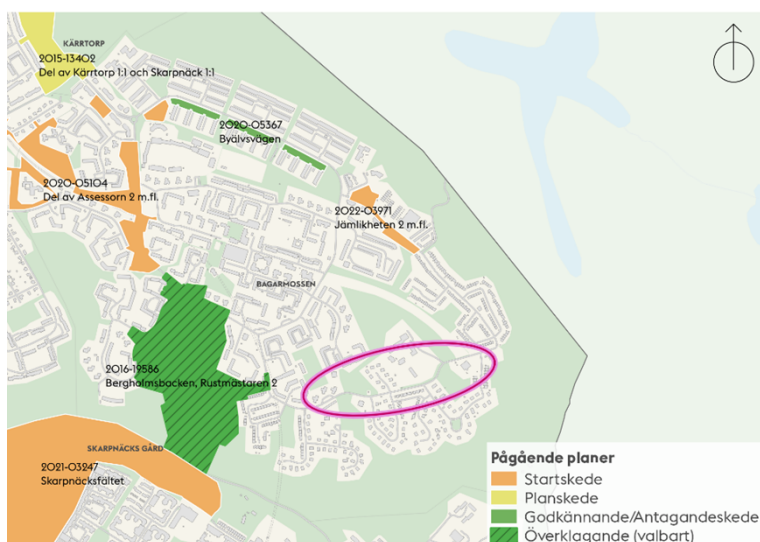 KÄRRTORP
2015-13402
Del av Kärrtorp 1:1 och Skarpnäck 1:1
2020-05367
Byälvsvägen
2020-05104
Del av Assessorn 2 m.fl.
2022-03971
Jämlikheten 2 m.fl.
BAGARMOSSEN
2016-19586
Bergholmsbacken, Rustmästaren 2
SKARPNÄCKS GÅRD
2021-03247
Skarpnäcksfältet
Pågående planer
Startskede
Planskede
Godkännande/Antagandeskede
Överklagande (valbart)